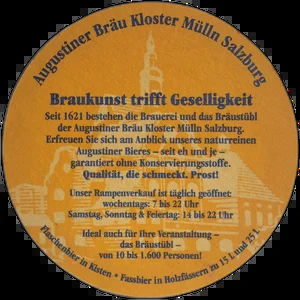 Augustiner Bräu Kloster Mülln Salzburg
Braukunst trifft Geselligkeit
Seit 1621 bestehen die Brauerei und das Bräustübl
der Augustiner Bräu Kloster Mülln Salzburg.
Erfreuen Sie sich am Anblick unseres naturreinen
Augustiner Bieres – seit eh und je –
garantiert ohne Konservierungsstoffe.
Qualität, die schmeckt. Prost!
Unser Rampenverkauf ist täglich geöffnet:
wochentags: 7 bis 22 Uhr
Samstag, Sonntag & Feiertag: 14 bis 22 Uhr
Ideal auch für Ihre Veranstaltung –
das Bräustübl –
von 10 bis 1.600 Personen!
Flaschenbier in Kisten • Fassbier in Holzfässern zu 15 L und 25 L